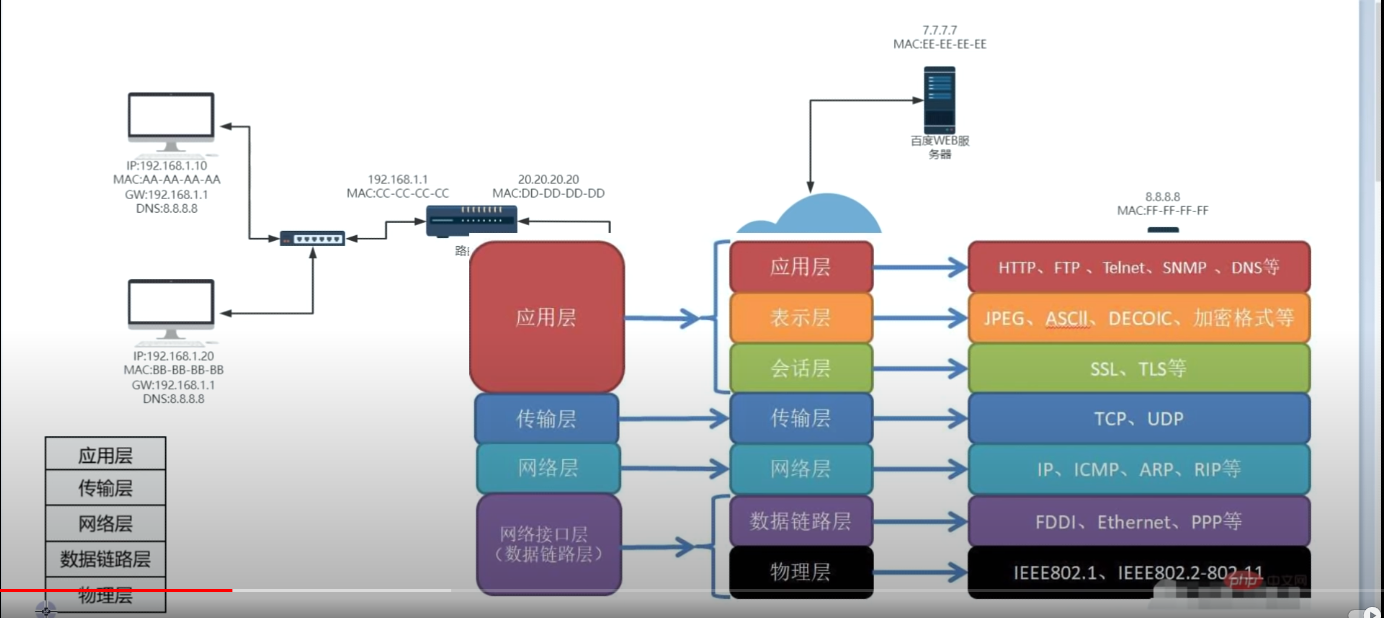 7.7.7.7
MAC:EE-EE-EE-EE
百度WEB服
务器
IP:192.168.1.10
MAC:AA-AA-AA-AA
GW:192.168.1.1
DNS:8.8.8.8
192.168.1.1
MAC:CC-CC-CC-CC
20.20.20.20
MAC:DD-DD-DD-DD
8.8.8.8
MAC:FF-FF-FF-FF
路
IP:192.168.1.20
MAC:BB-BB-BB-BB
GW:192.168.1.1
DNS:8.8.8.8
应用层
传输层
网络层
数据链路层
物理层
应用层
传输层
网络层
网络接口层
（数据链路层）
应用层
表示层
会话层
传输层
网络层
数据链路层
物理层
HTTP、FTP 、Telnet、SNMP 、DNS等
JPEG、ASCII、DECOIC、加密格式等
SSL、TLS等
TCP、UDP
IP、ICMP、ARP、RIP等
FDDI、Ethernet、PPP等
IEEE802.1、IEEE802.2-802.11
php 中文网